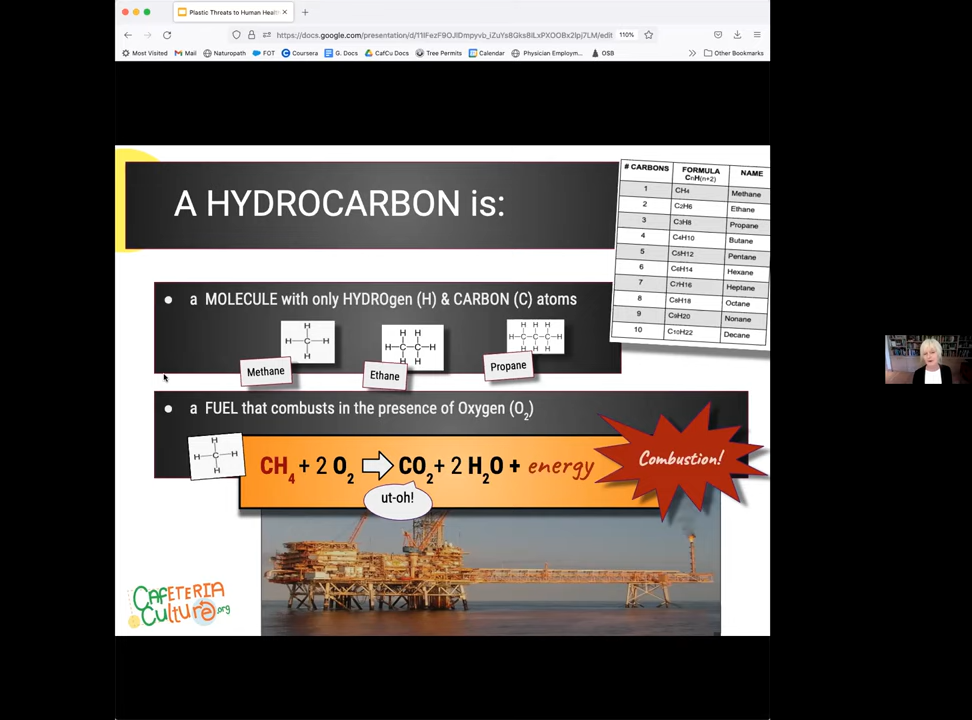 Plastic Threats to Human Healt
https://docs.google.com/presentation/d/11IFezF9OJIDmpyvb_iZuYs8Gks8ILxPXOOBx2Ipj7LM/edit
110%
Most Visited
Mail
Naturopath
FOT
Coursera
G. Docs
CafCu Docs
Tree Permits
Calendar
Physician Employm...
OSB
Other Bookmarks
A HYDROCARBON is:
# CARBONS FORMULA CnH(n+2) NAME
1 CH4 Methane
2 C2H6 Ethane
3 C3H8 Propane
4 C4H10 Butane
5 C5H12 Pentane
6 C6H14 Hexane
7 C7H16 Heptane
8 C8H18 Octane
9 C9H20 Nonane
10 C10H22 Decane
● a MOLECULE with only HYDROgen (H) & CARBON (C) atoms
H
H C H
H
Methane
H H
H C C H
H H
Ethane
H H H
H C C C H
H H H
Propane
● a FUEL that combusts in the presence of Oxygen (O2)
H
H C H
H
CH4 + 2 O2 ⇨ CO2 + 2 H2O + energy
Combustion!
ut-oh!
CAFETERIA
CULTURE.org